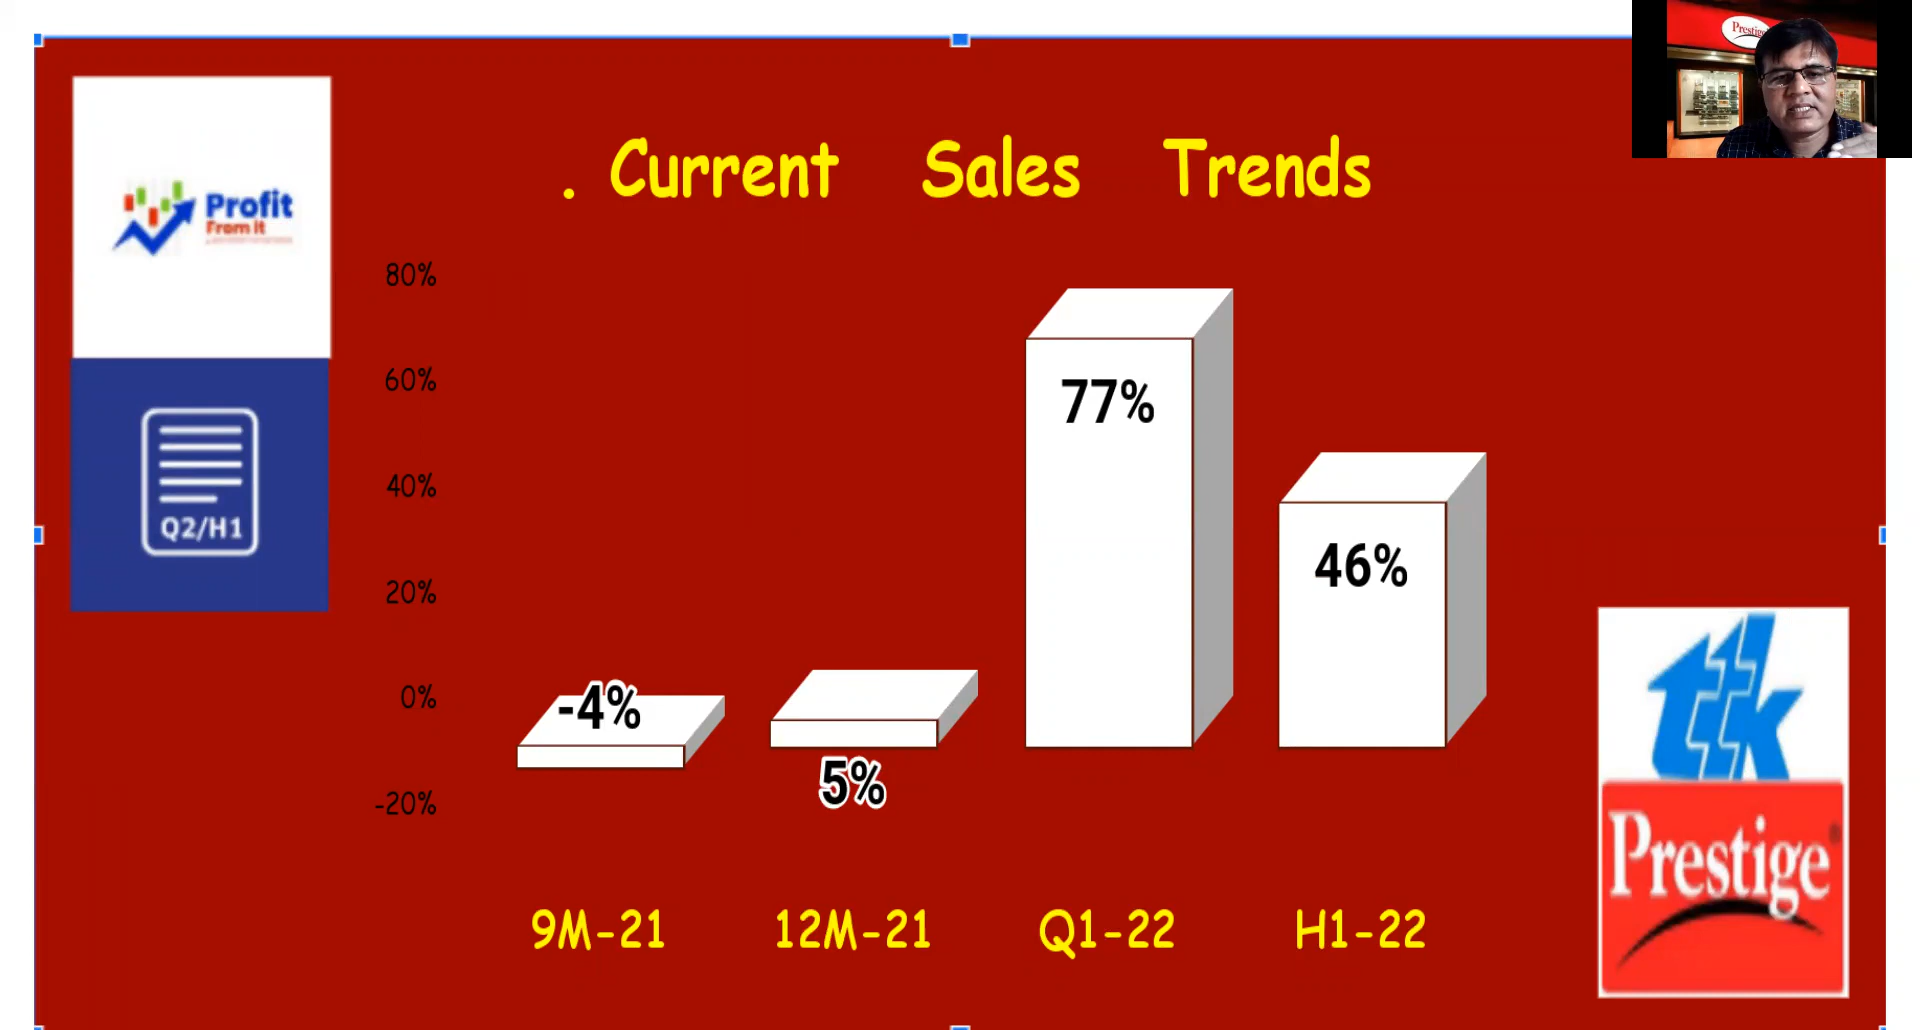 Prestige
. Current Sales Trends
Profit
From it
80%
60%
40%
20%
0%
-20%
Q2/H1
-4%
5%
77%
46%
9M-21
12M-21
Q1-22
H1-22
ttk
Prestige